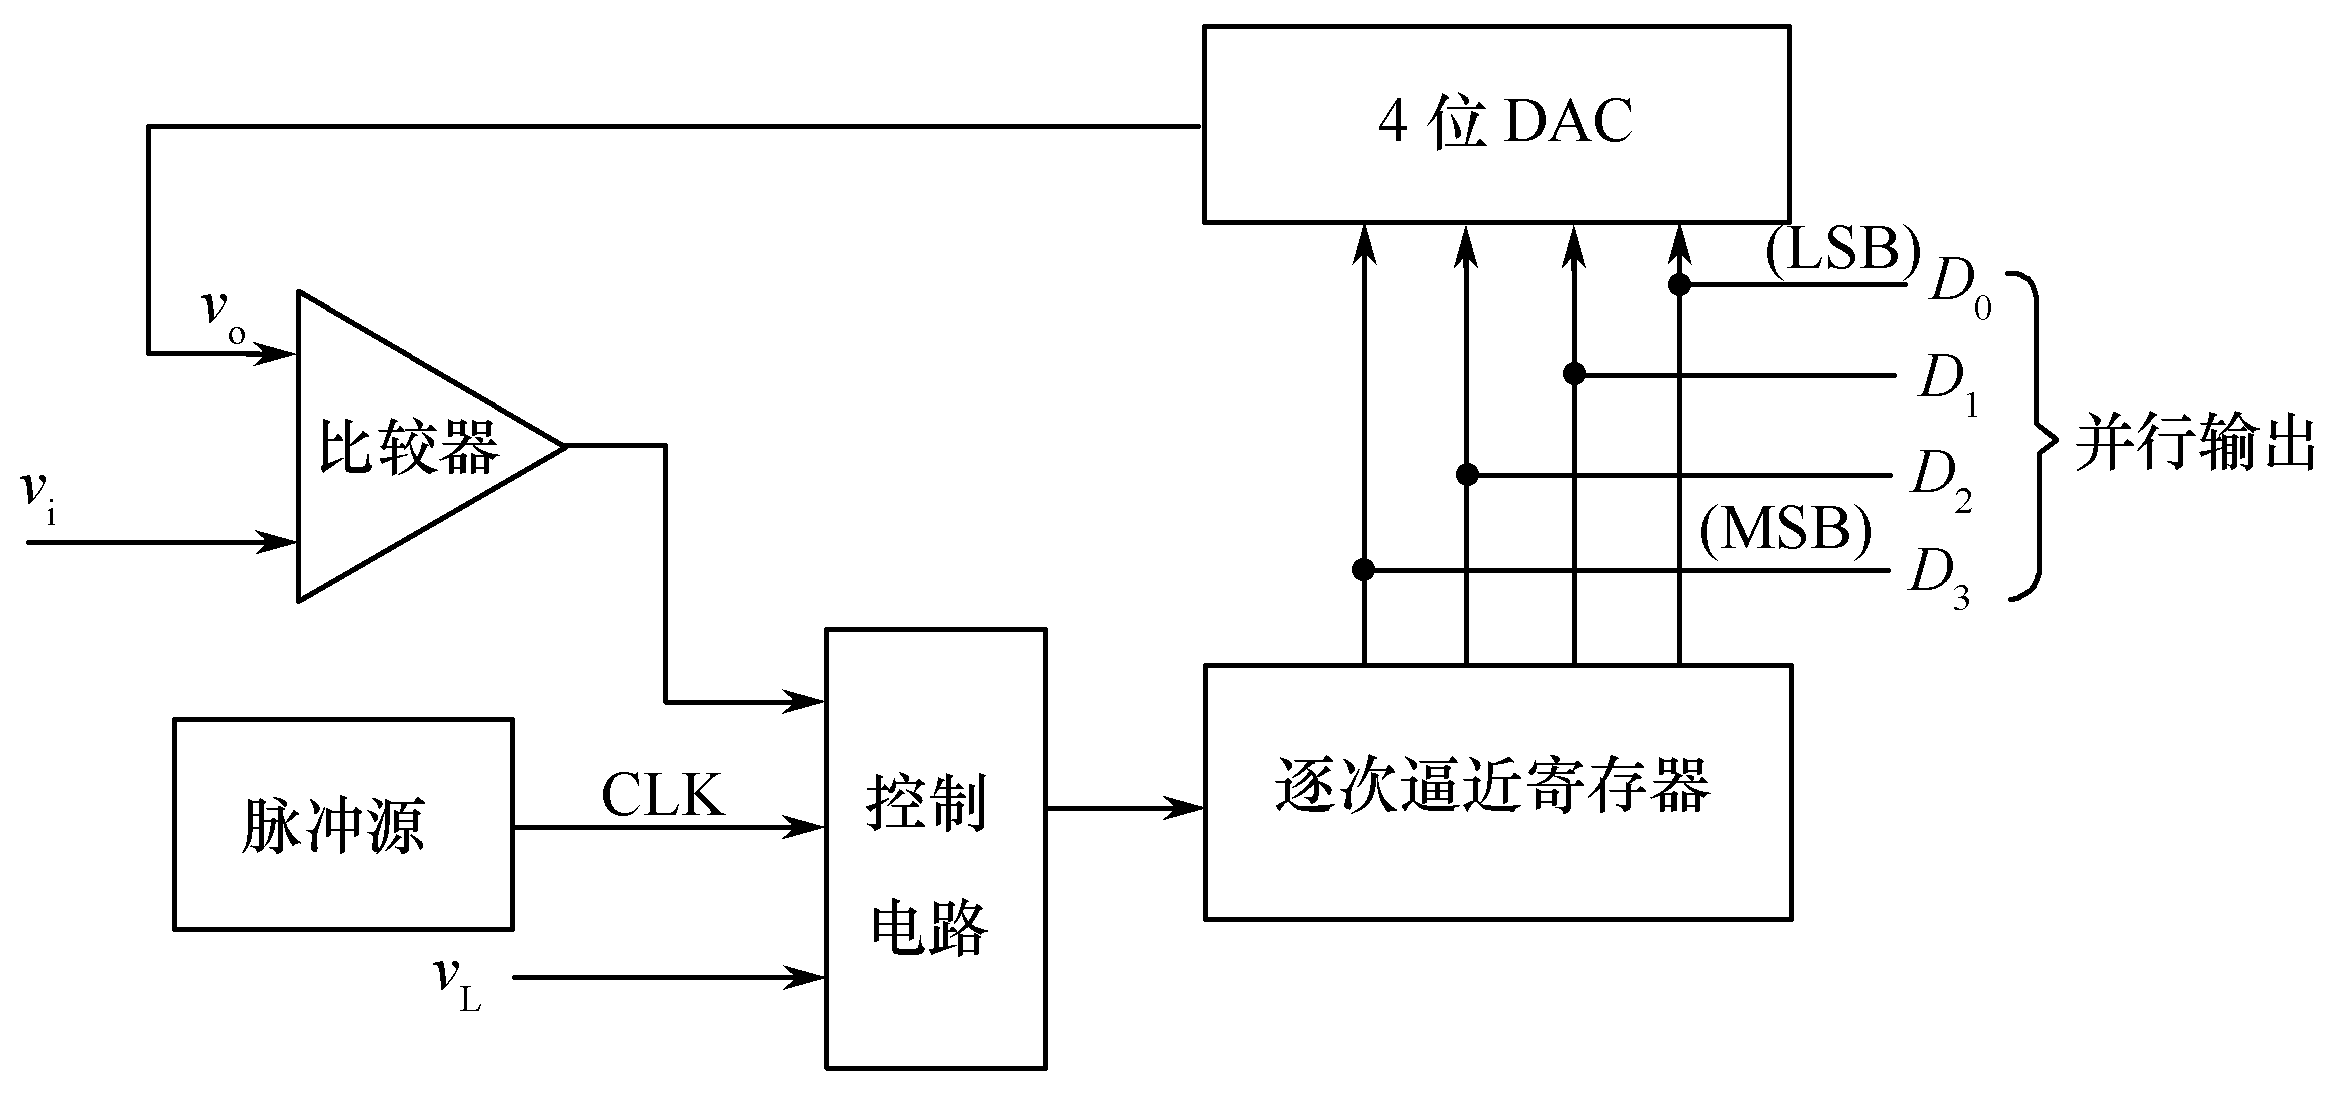 4 位 DAC
(LSB) D0
vo
D1
比较器
并行输出
vi
D2
(MSB)
D3
CLK
控制
脉冲源
逐次逼近寄存器
电路
vL